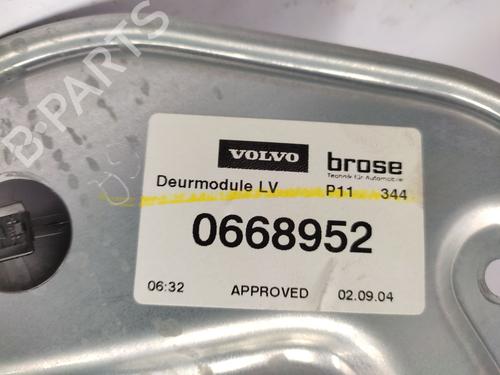 B-PARTS
VOLVO brose
Technik für Automobile
Deurmodule LV P11 344
0668952
06:32 APPROVED 02.09.04